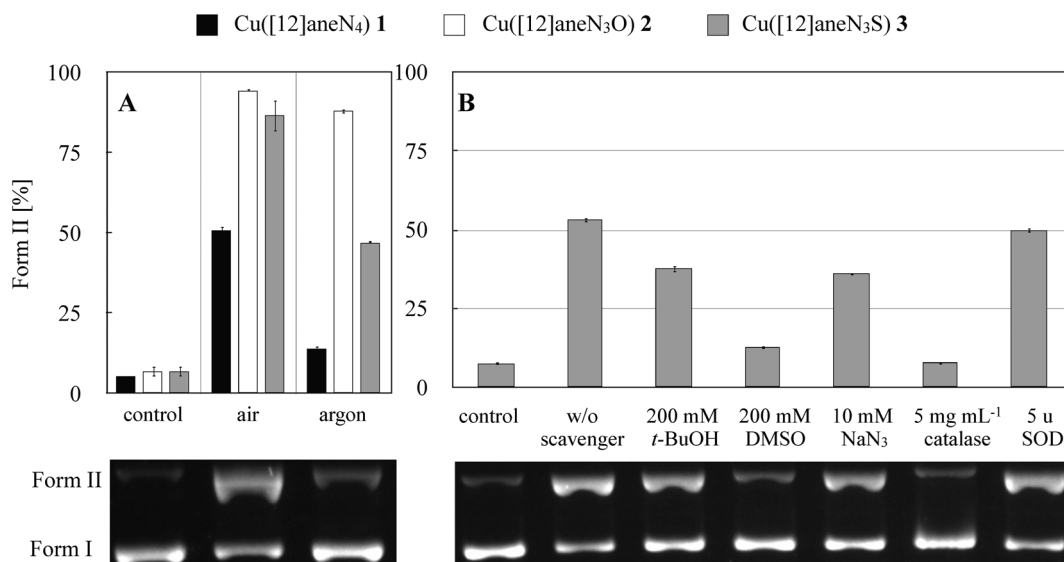 Cu([12]aneN₄) 1 Cu([12]aneN₃O) 2 Cu([12]aneN₃S) 3
A
Form II [%]
100
75
50
25
0
control air argon
B
100
75
50
25
0
control w/o 200 mM 200 mM 10 mM 5 mg mL⁻¹ 5 u
scavenger t-BuOH DMSO NaN₃ catalase SOD
Form II
Form I